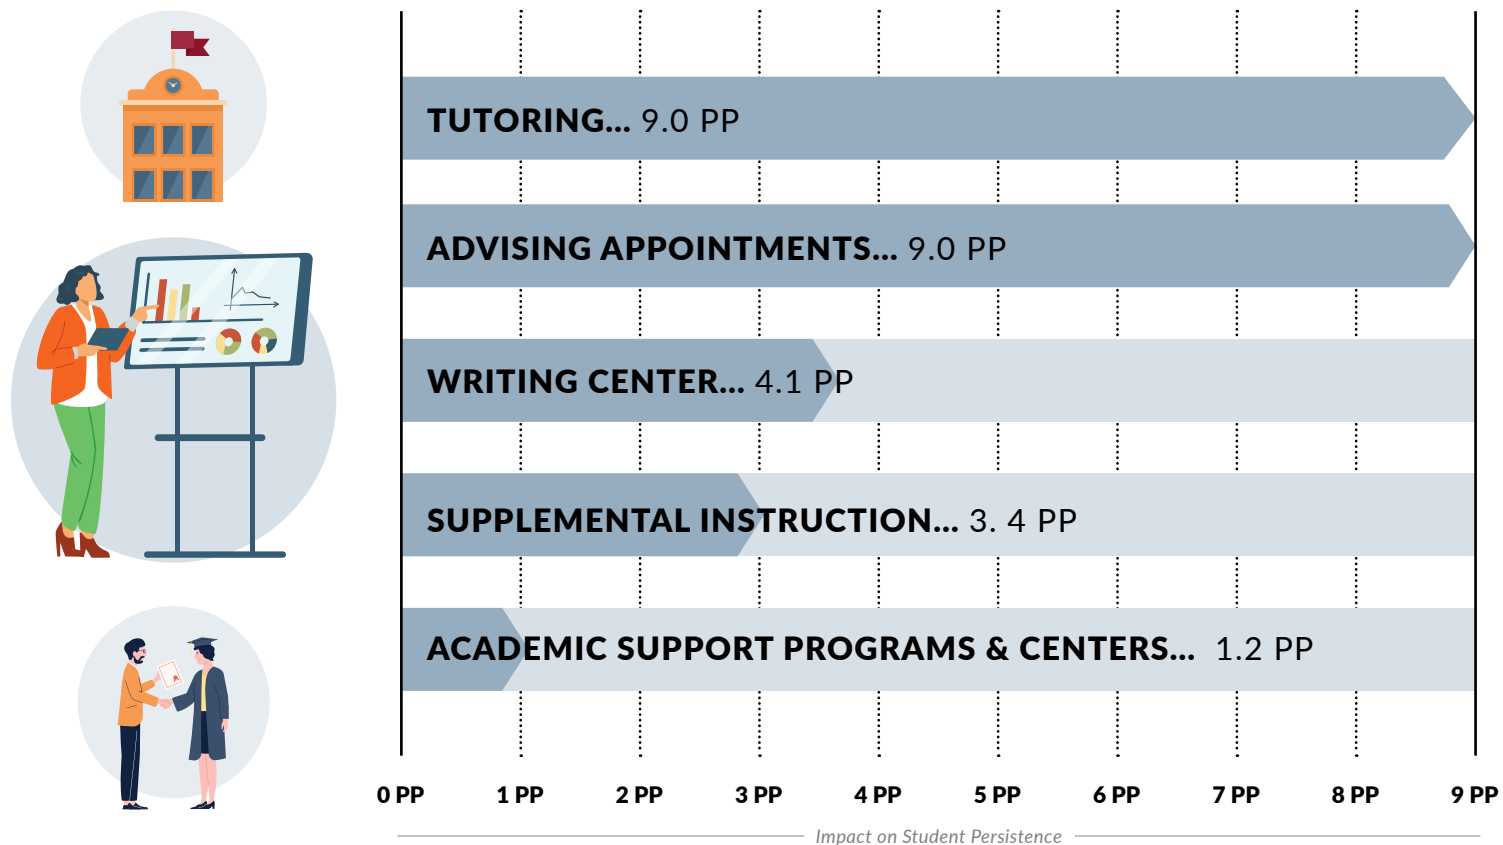 TUTORING... 9.0 PP
ADVISING APPOINTMENTS... 9.0 PP
WRITING CENTER... 4.1 PP
SUPPLEMENTAL INSTRUCTION... 3. 4 PP
ACADEMIC SUPPORT PROGRAMS & CENTERS... 1.2 PP
0 PP 1 PP 2 PP 3 PP 4 PP 5 PP 6 PP 7 PP 8 PP 9 PP
Impact on Student Persistence